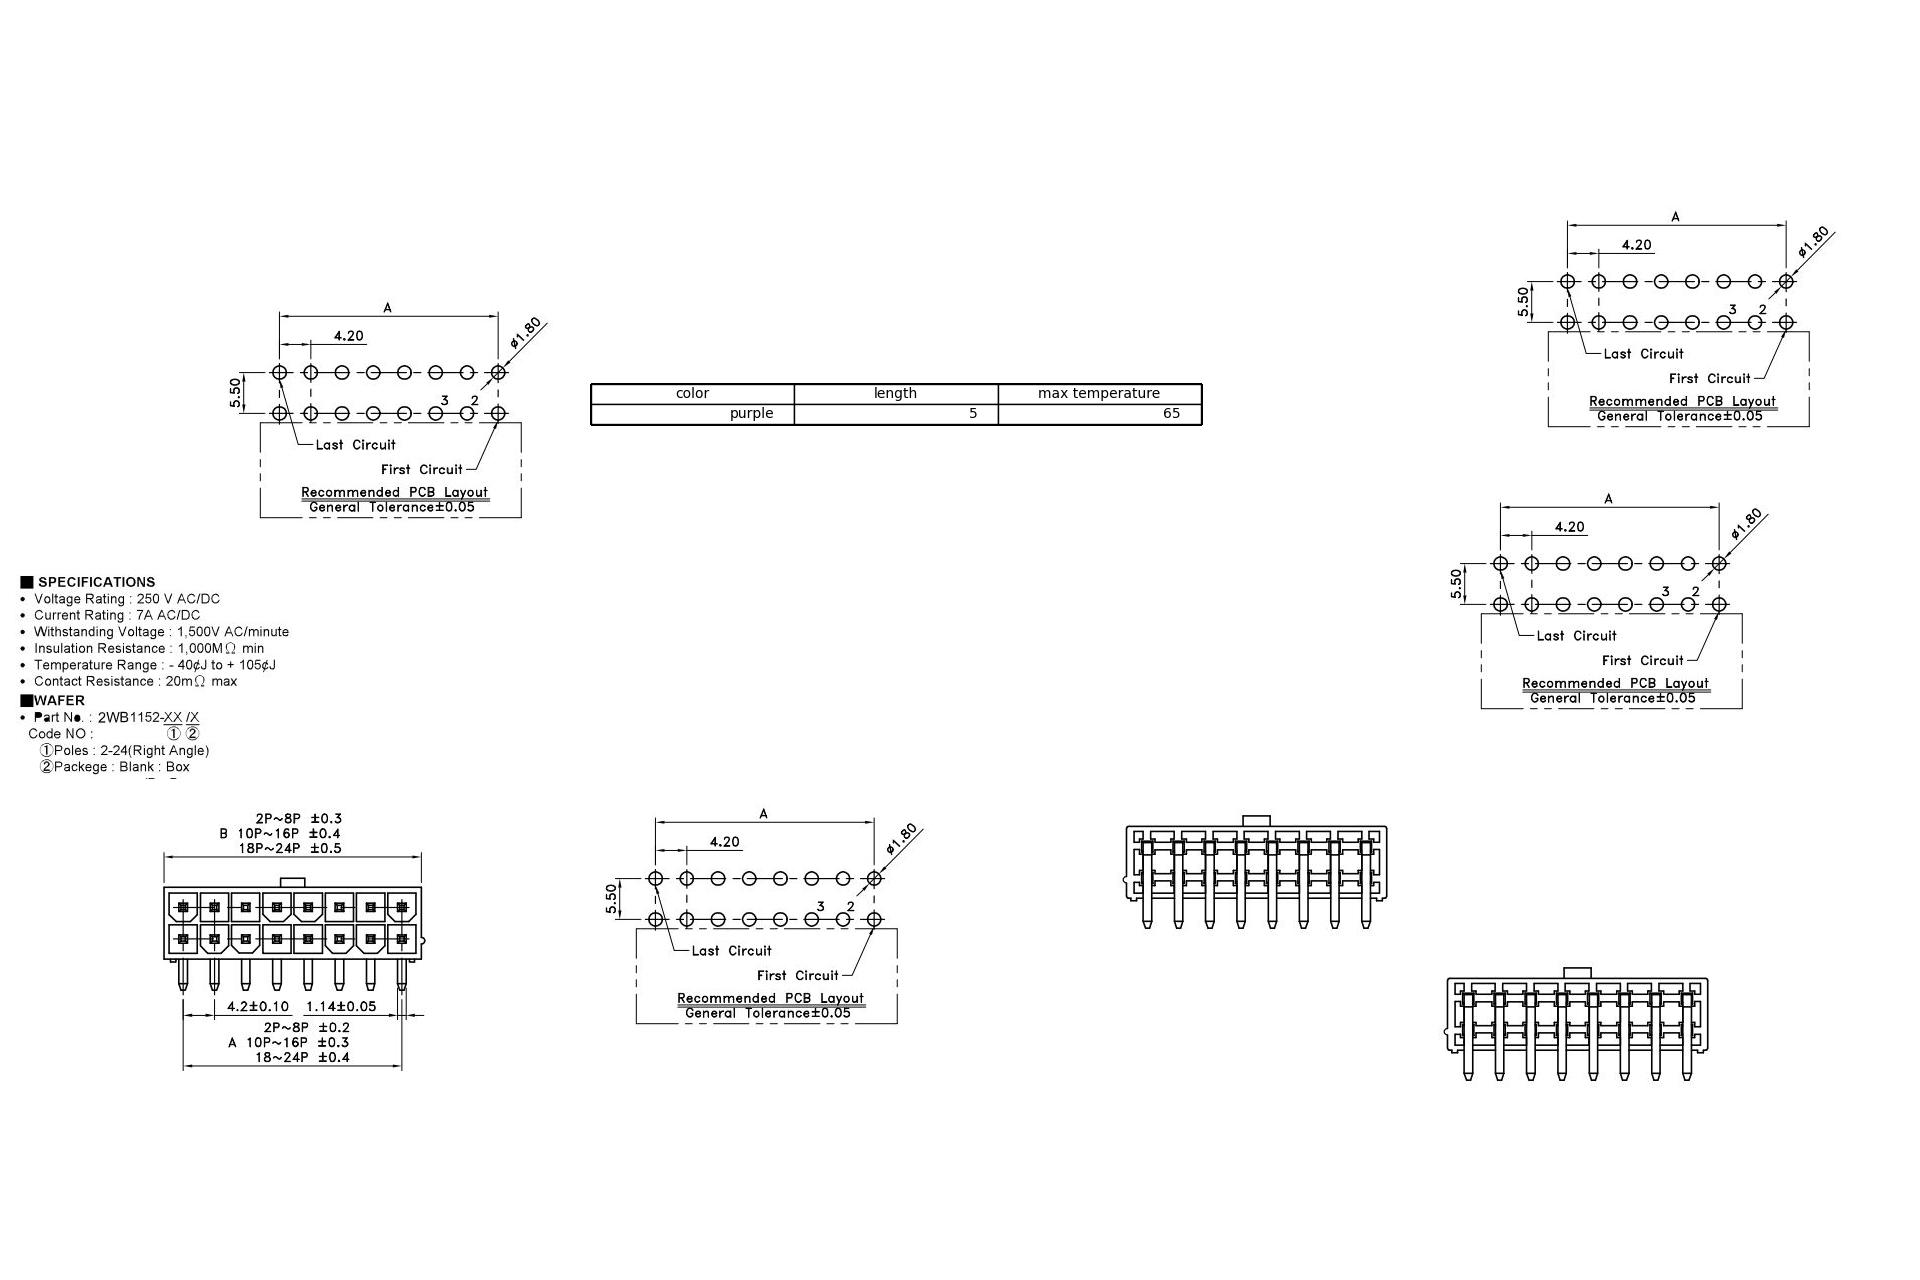 A
4.20
ø1.80
5.50
3 2
Last Circuit
First Circuit
Recommended PCB Layout
General Tolerance±0.05
A
4.20
ø1.80
5.50
3 2
Last Circuit
First Circuit
Recommended PCB Layout
General Tolerance±0.05
color length max temperature
purple 5 65
A
4.20
ø1.80
5.50
3 2
Last Circuit
First Circuit
Recommended PCB Layout
General Tolerance±0.05
■ SPECIFICATIONS
• Voltage Rating : 250 V AC/DC
• Current Rating : 7A AC/DC
• Withstanding Voltage : 1,500V AC/minute
• Insulation Resistance : 1,000MΩ min
• Temperature Range : - 40¢J to + 105¢J
• Contact Resistance : 20mΩ max
■WAFER
• Part No. : 2WB1152-XX /X
Code NO : ① ②
①Poles : 2-24(Right Angle)
②Packege : Blank : Box
2P~8P ±0.3
B 10P~16P ±0.4
18P~24P ±0.5
4.2±0.10 1.14±0.05
2P~8P ±0.2
A 10P~16P ±0.3
18~24P ±0.4
A
4.20
ø1.80
5.50
3 2
Last Circuit
First Circuit
Recommended PCB Layout
General Tolerance±0.05